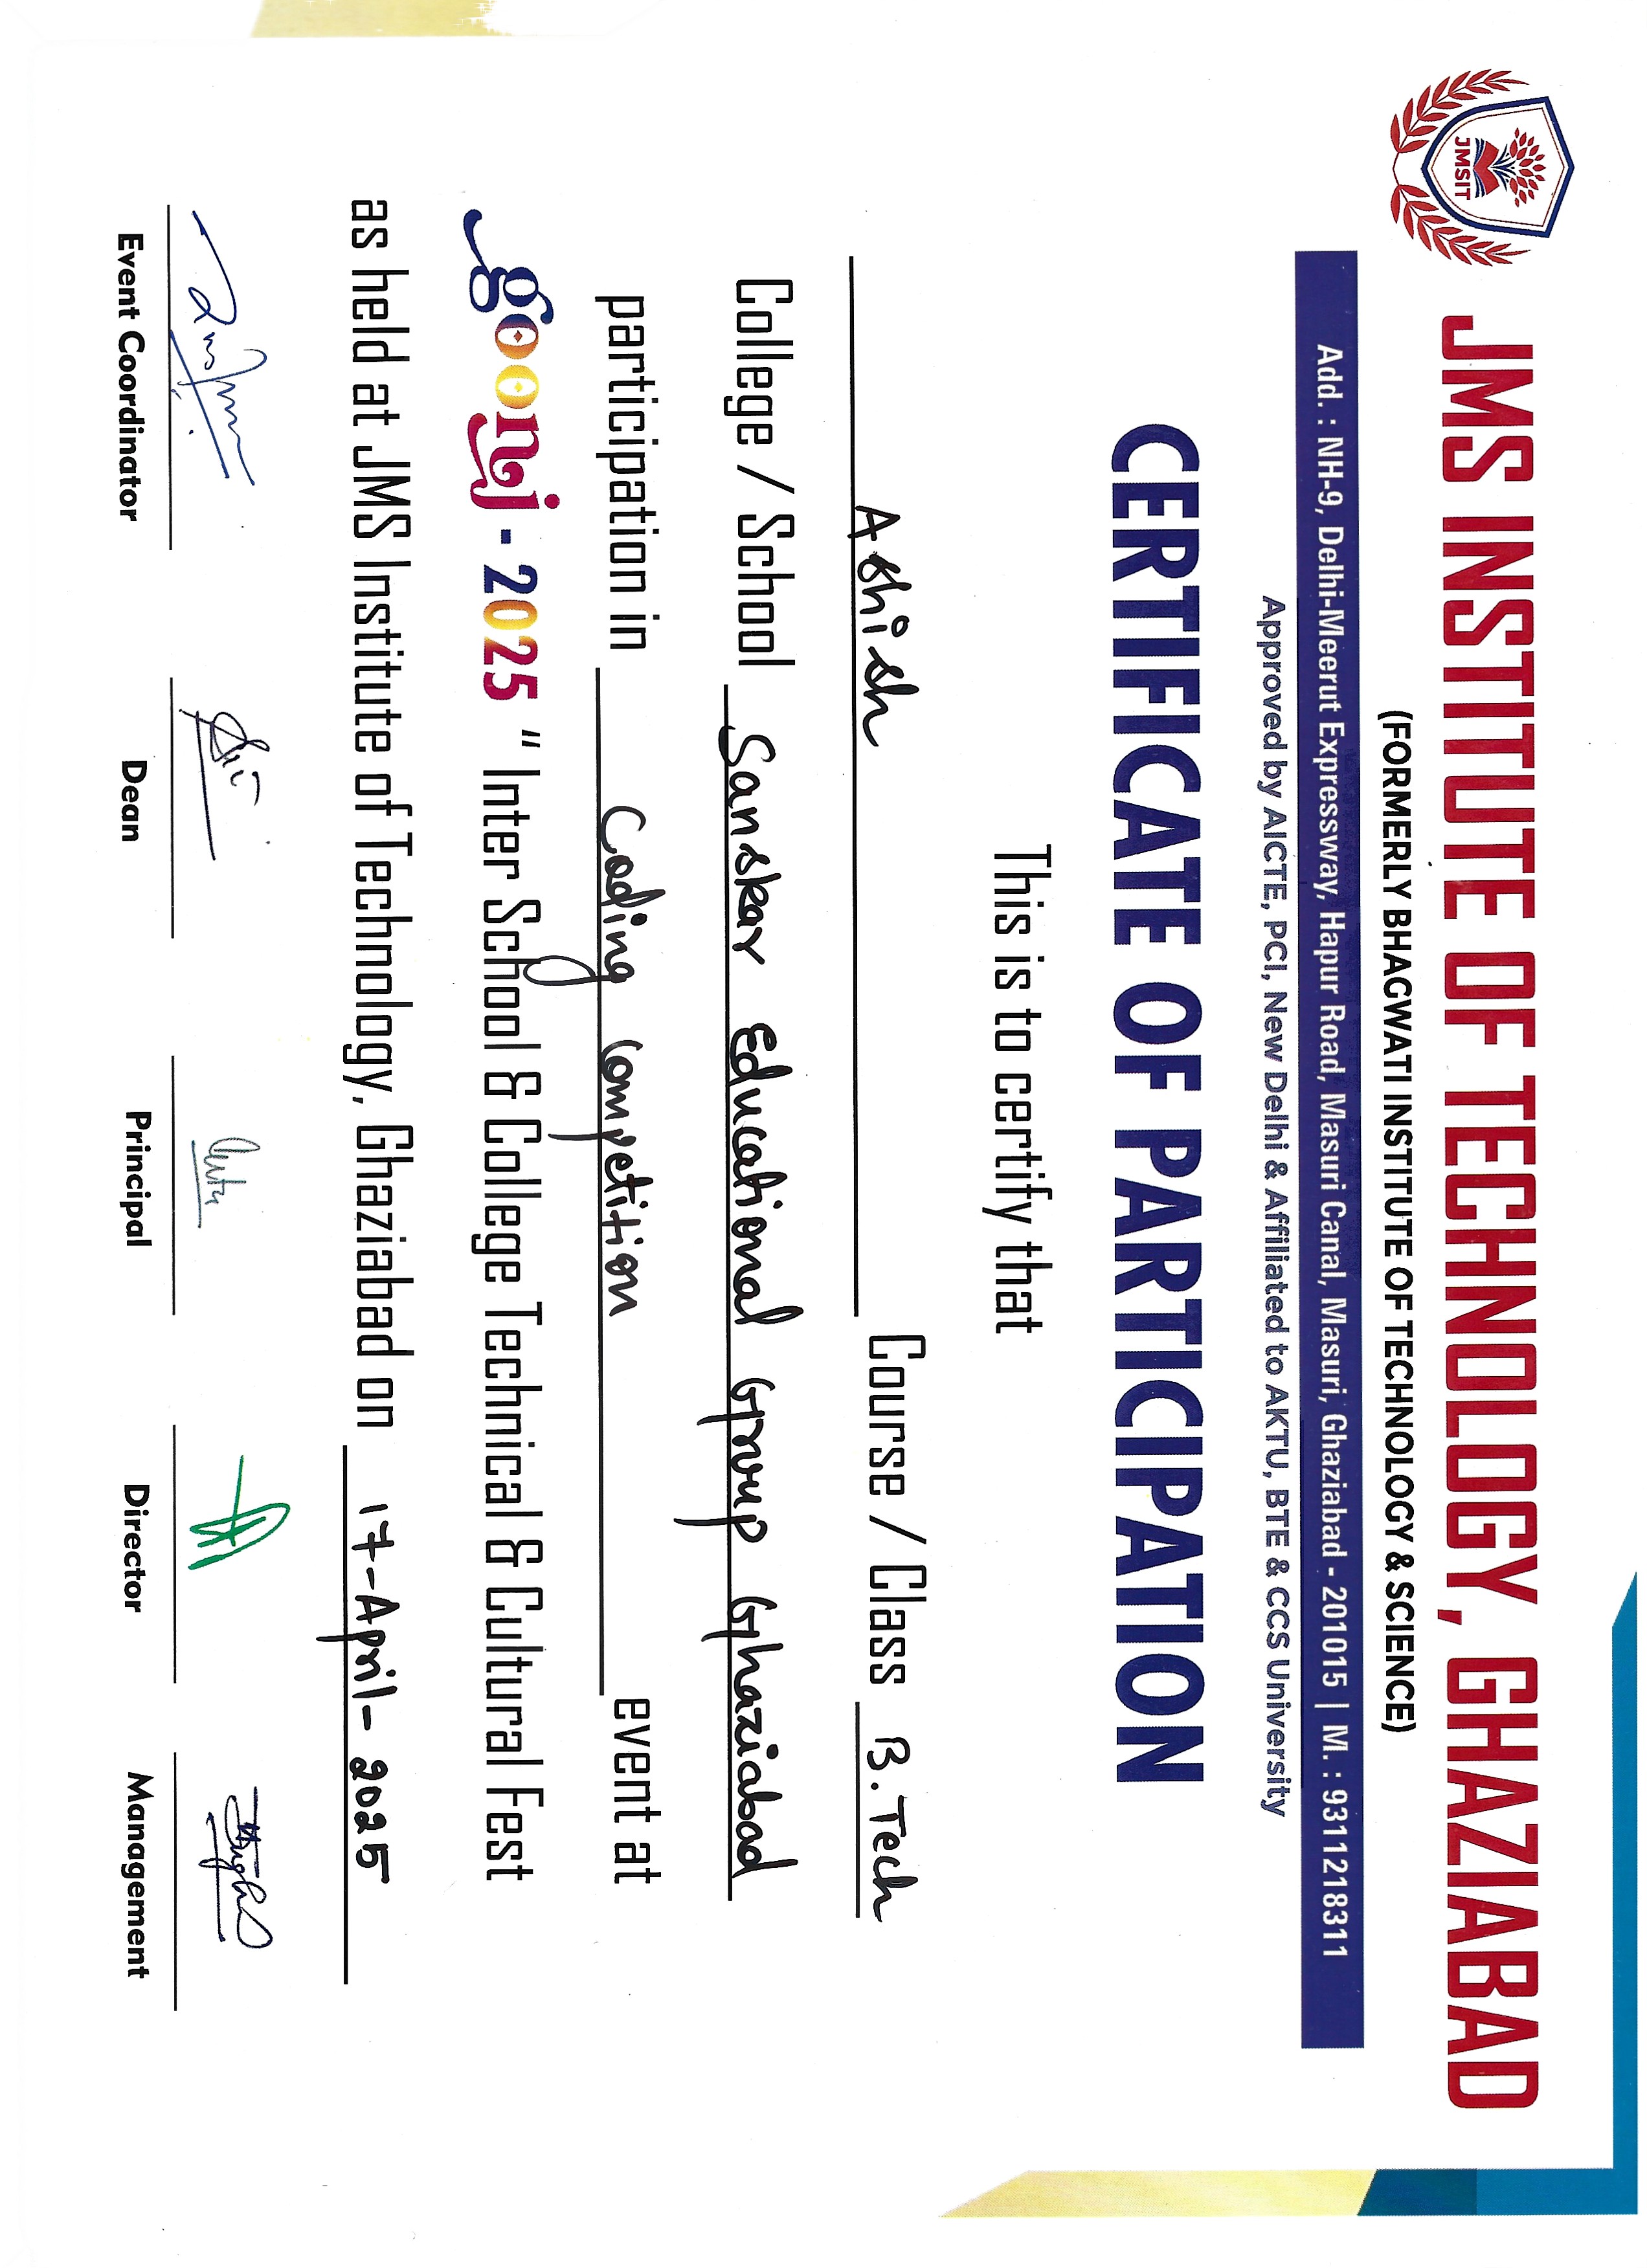 JMSIT
JMS INSTITUTE OF TECHNOLOGY, GHAZIABAD
(FORMERLY BHAGWATI INSTITUTE OF TECHNOLOGY & SCIENCE)
Add. : NH-9, Delhi-Meerut Expressway, Hapur Road, Masuri Canal, Masuri, Ghaziabad - 201015 | M. : 9311218311
Approved by AICTE, PCI, New Delhi & Affiliated to AKTU, BTE & CCS University
CERTIFICATE OF PARTICIPATION
This is to certify that
Ashish Course / Class B.Tech
College / School Sanskar Educational Group Ghaziabad
participation in Coding Competition event at
goonj - 2025 " Inter School & College Technical & Cultural Fest
as held at JMS Institute of Technology, Ghaziabad on 17-April-2025
Event Coordinator Dean Principal Director Management